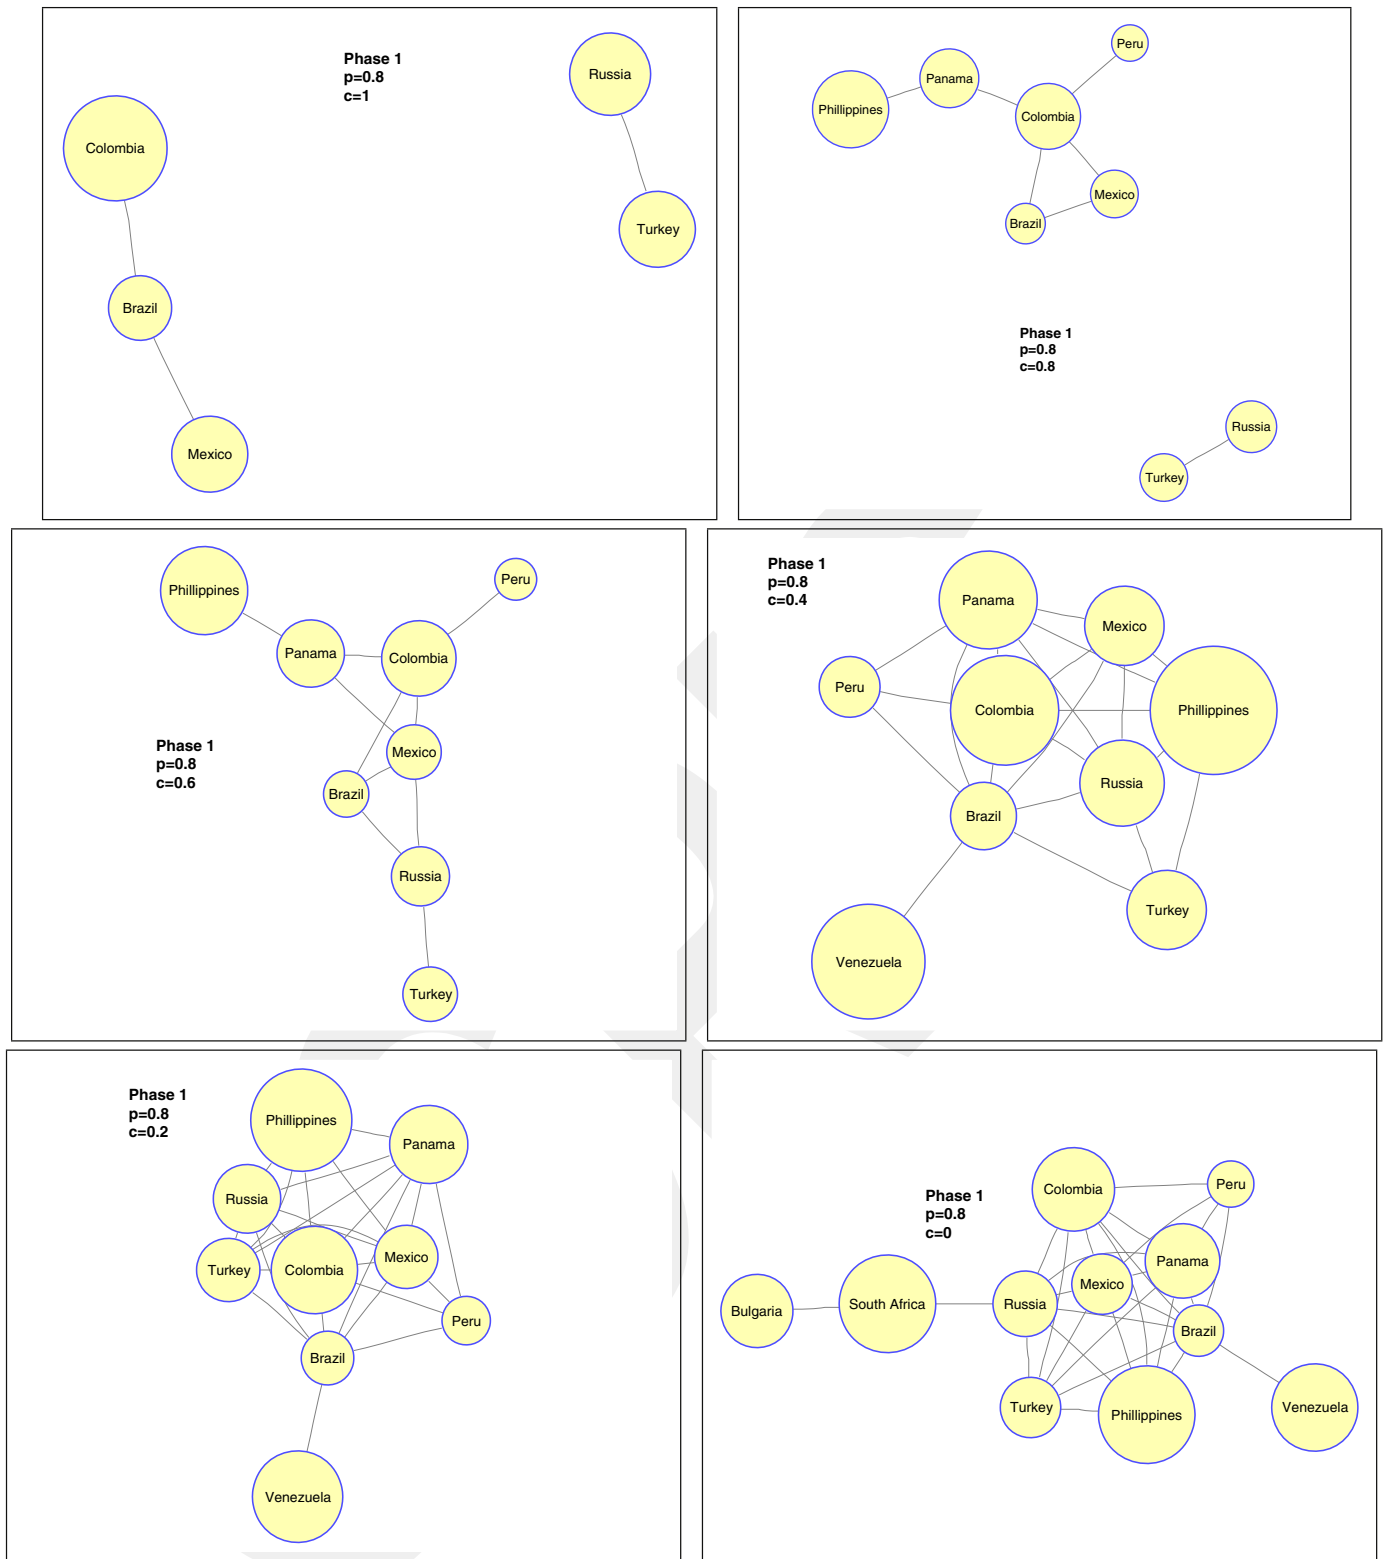 Phase 1
p=0.8
c=1
Russia
Colombia
Turkey
Brazil
Mexico
Peru
Panama
Phillippines
Colombia
Mexico
Brazil
Phase 1
p=0.8
c=0.8
Russia
Turkey
Phillippines
Peru
Panama
Colombia
Phase 1
p=0.8
c=0.6
Mexico
Brazil
Russia
Turkey
Phase 1
p=0.8
c=0.4
Panama
Mexico
Peru
Colombia
Phillippines
Russia
Brazil
Turkey
Venezuela
Phase 1
p=0.8
c=0.2
Phillippines
Panama
Russia
Mexico
Turkey
Colombia
Peru
Brazil
Venezuela
Phase 1
p=0.8
c=0
Colombia
Peru
Panama
Mexico
Bulgaria
South Africa
Russia
Brazil
Turkey
Phillippines
Venezuela